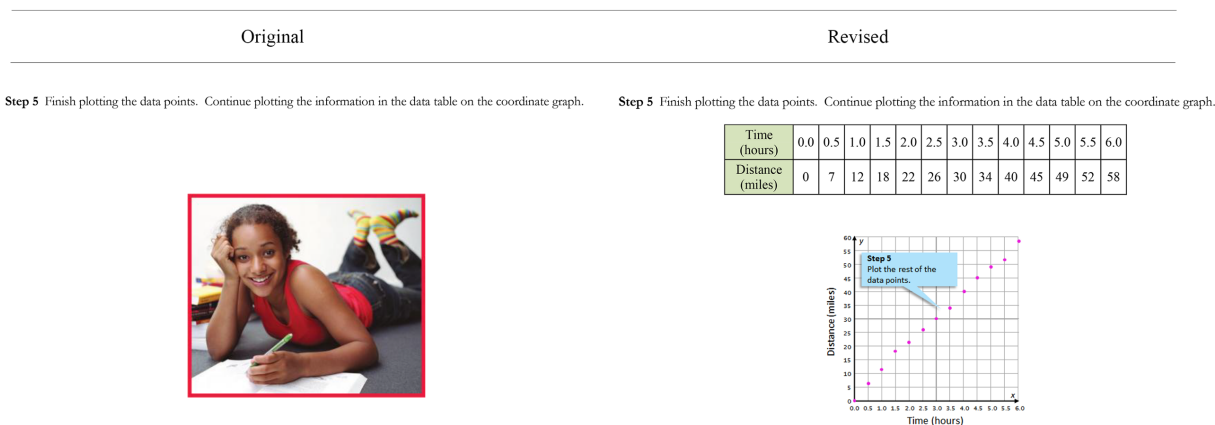 Original
Revised
Step 5 Finish plotting the data points. Continue plotting the information in the data table on the coordinate graph.
Step 5 Finish plotting the data points. Continue plotting the information in the data table on the coordinate graph.
Time
(hours)
0.0 0.5 1.0 1.5 2.0 2.5 3.0 3.5 4.0 4.5 5.0 5.5 6.0
Distance
(miles)
0 7 12 18 22 26 30 34 40 45 49 52 58
y
60
55
50
45
40
35
30
25
20
15
10
5
0
Step 5
Plot the rest of the
data points.
Distance (miles)
x
0.0 0.5 1.0 1.5 2.0 2.5 3.0 3.5 4.0 4.5 5.0 5.5 6.0
Time (hours)